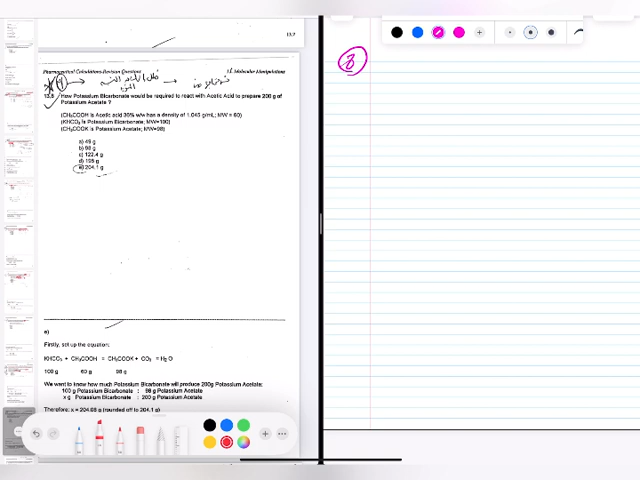 13.7
Pharmaceutical Calculations Revision Questions
13. Molecular Manipulations
13.8 How Potassium Bicarbonate would be required to react with Acetic Acid to prepare 200 g of
Potassium Acetate ?
(CH₃COOH is Acetic acid 36% w/w has a density of 1.045 g/mL; MW = 60)
(KHCO₃ is Potassium Bicarbonate; MW=100)
(CH₃COOK is Potassium Acetate; MW=98)
a) 49 g
b) 98 g
c) 122.4 g
d) 196 g
e) 204.1 g
e)
Firstly, set up the equation:
KHCO₃ + CH₃COOH = CH₃COOK + CO₂ + H₂O
100 g 60 g 98 g
We want to know how much Potassium Bicarbonate will produce 200g Potassium Acetate:
100 g Potassium Bicarbonate : 98 g Potassium Acetate
x g Potassium Bicarbonate : 200 g Potassium Acetate
Therefore: x = 204.08 g (rounded off to 204.1 g)
8